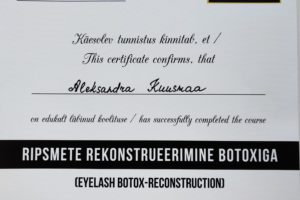 Käesolev tunnistus kinnitab, et /
This certificate confirms, that
Aleksandra Kuusmaa
on edukalt läbinud koolituse / has successfully completed the course
RIPSMETE REKONSTRUEERIMINE BOTOXIGA
(EYELASH BOTOX-RECONSTRUCTION)